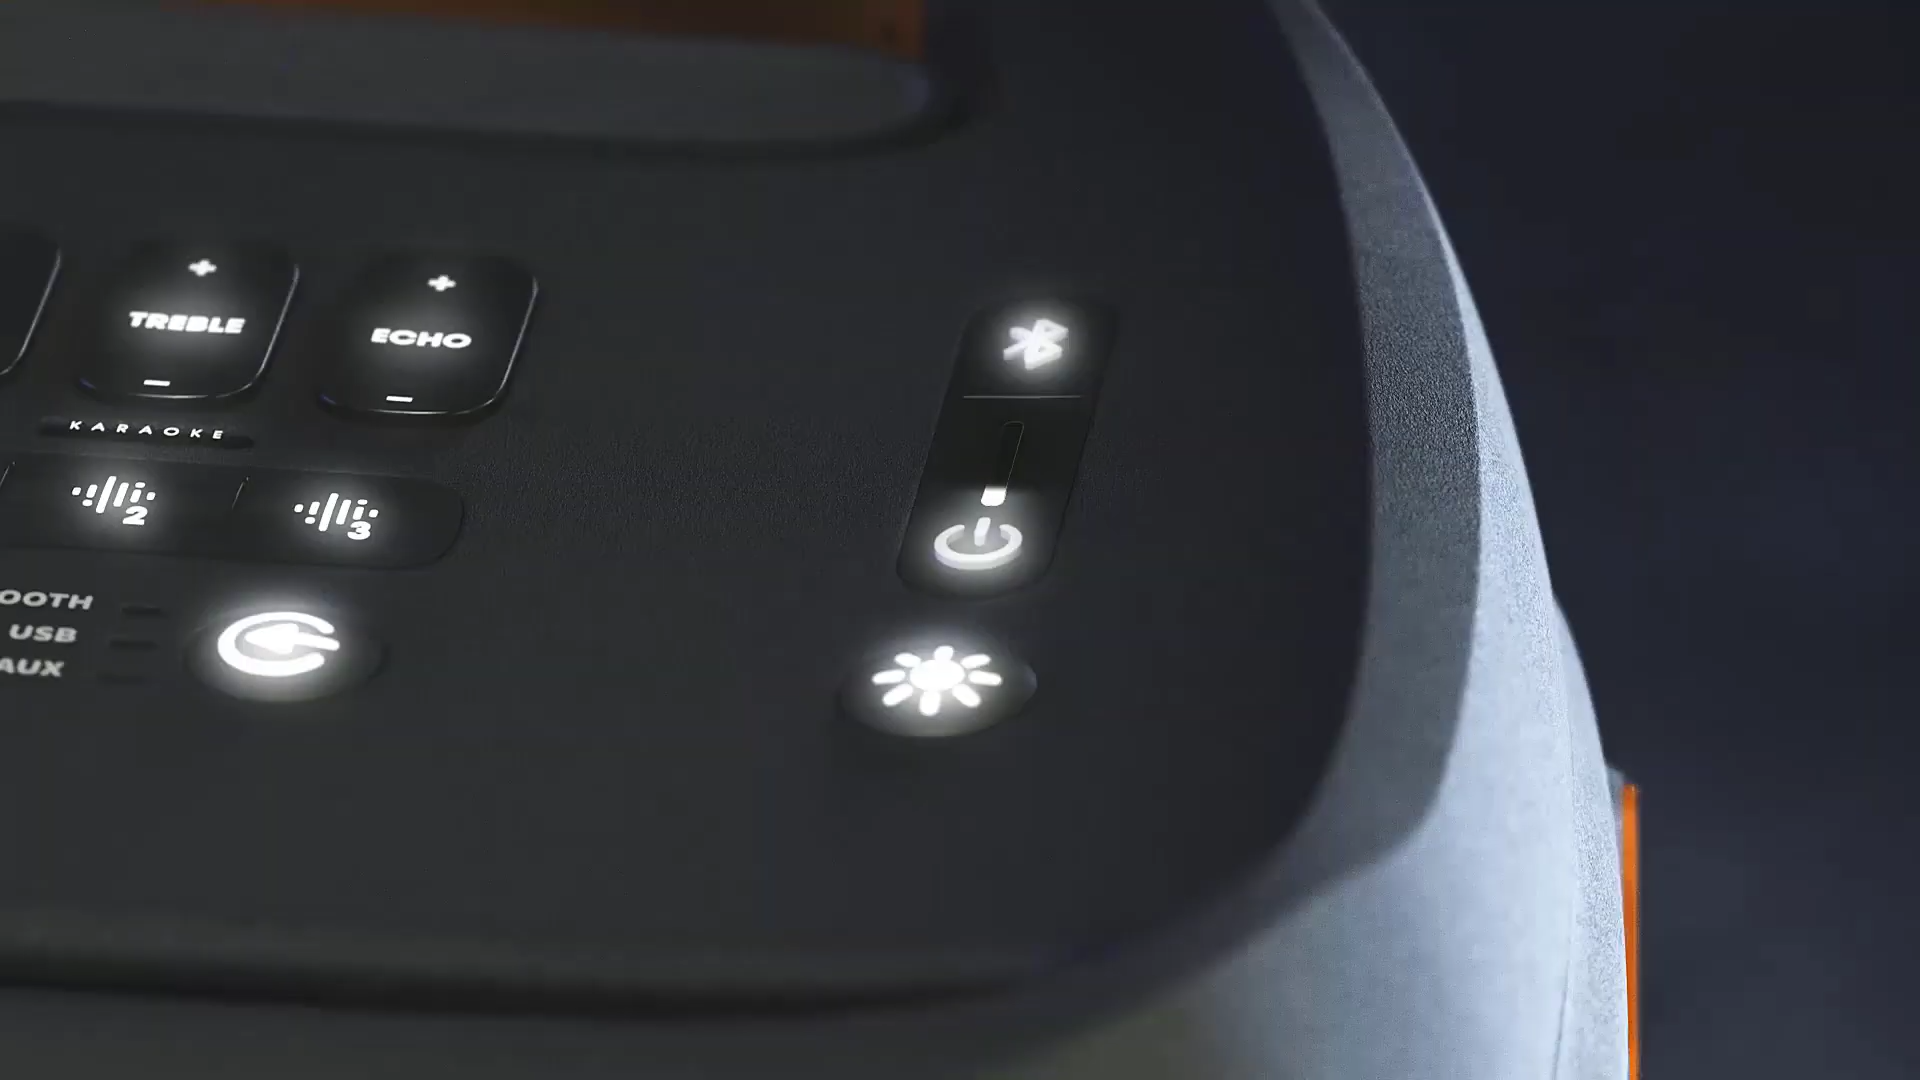 +
TREBLE
-
+
ECHO
-
KARAOKE
2
3
OOTH
USB
AUX